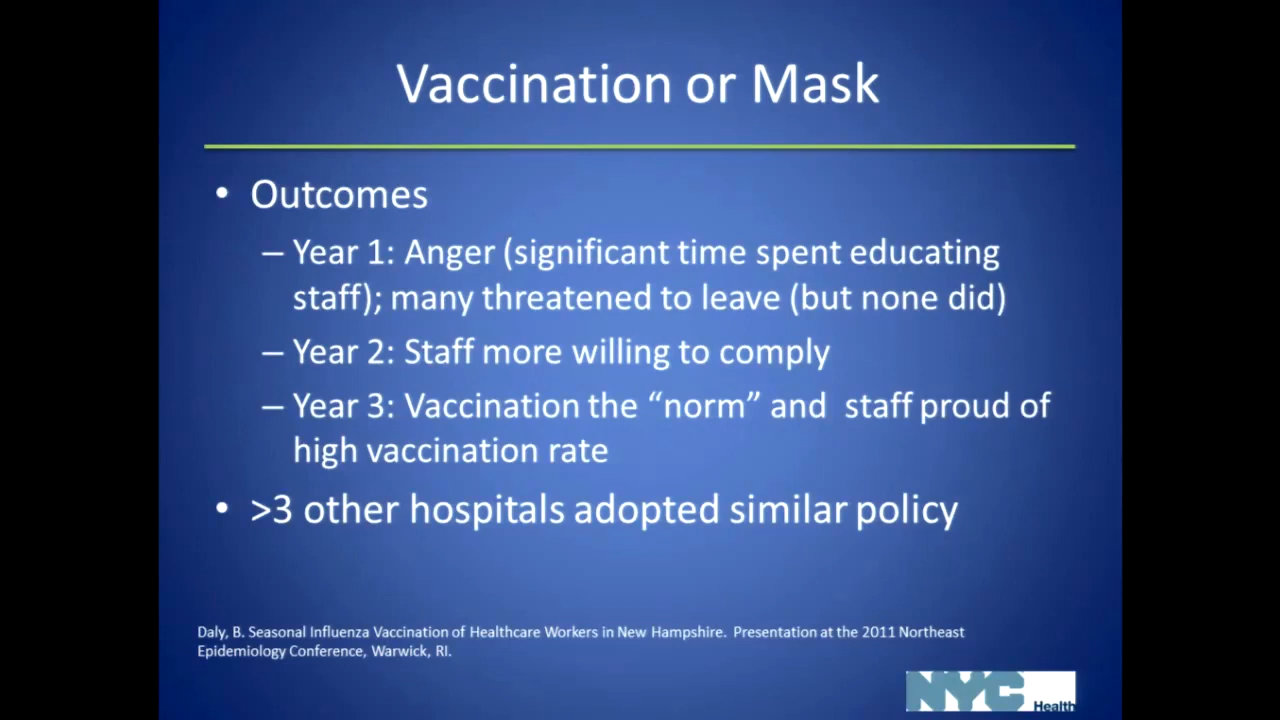 Vaccination or Mask
• Outcomes
– Year 1: Anger (significant time spent educating
staff); many threatened to leave (but none did)
– Year 2: Staff more willing to comply
– Year 3: Vaccination the “norm” and  staff proud of
high vaccination rate
• >3 other hospitals adopted similar policy
Daly, B. Seasonal Influenza Vaccination of Healthcare Workers in New Hampshire.  Presentation at the 2011 Northeast
Epidemiology Conference, Warwick, RI.
NYC Health